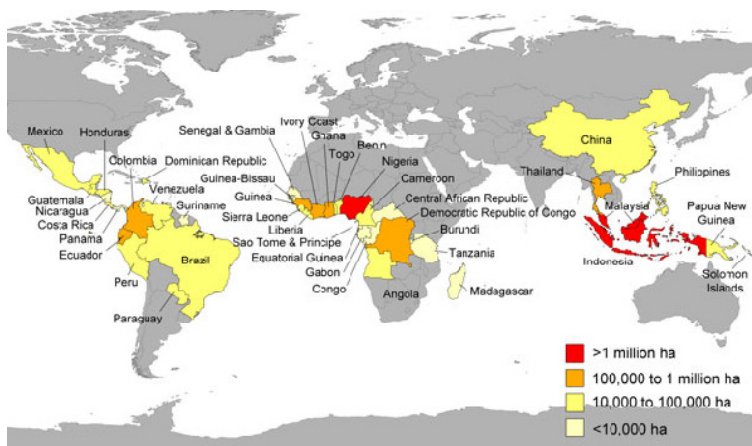 Mexico
Honduras
Colombia
Dominican Republic
Venezuela
Suriname
Guatemala
Nicaragua
Costa Rica
Panama
Ecuador
Peru
Brazil
Paraguay
Senegal & Gambia
Ivory Coast
Ghana
Togo
Benin
Nigeria
Cameroon
Central African Republic
Democratic Republic of Congo
Burundi
Tanzania
Guinea-Bissau
Guinea
Sierra Leone
Liberia
Sao Tome & Principe
Equatorial Guinea
Gabon
Congo
Angola
Madagascar
China
Thailand
Philippines
Malaysia
Papua New
Guinea
Indonesia
Solomon
Islands
>1 million ha
100,000 to 1 million ha
10,000 to 100,000 ha
<10,000 ha